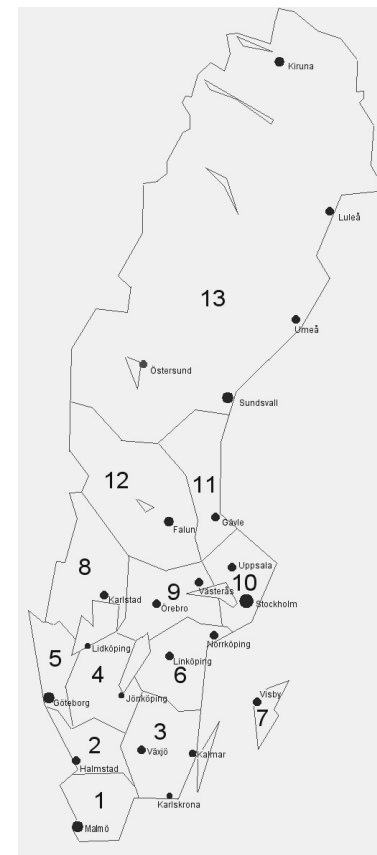 Kiruna
Luleå
13
Umeå
Östersund
Sundsvall
12
11
Gävle
Falun
8
Uppsala
9
Västerås
10
Karlstad
Örebro
Stockholm
Norrköping
5
Lidköping
Linköping
4
6
Jönköping
Visby
Göteborg
7
2
3
Växjö
Kalmar
Halmstad
1
Karlskrona
Malmö